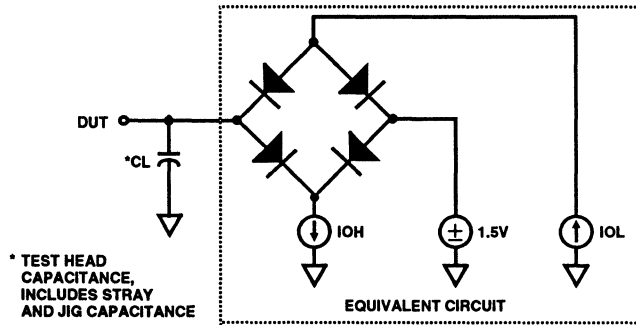 DUT
*CL
IOH
±
1.5V
IOL
* TEST HEAD
CAPACITANCE,
INCLUDES STRAY
AND JIG CAPACITANCE
EQUIVALENT CIRCUIT